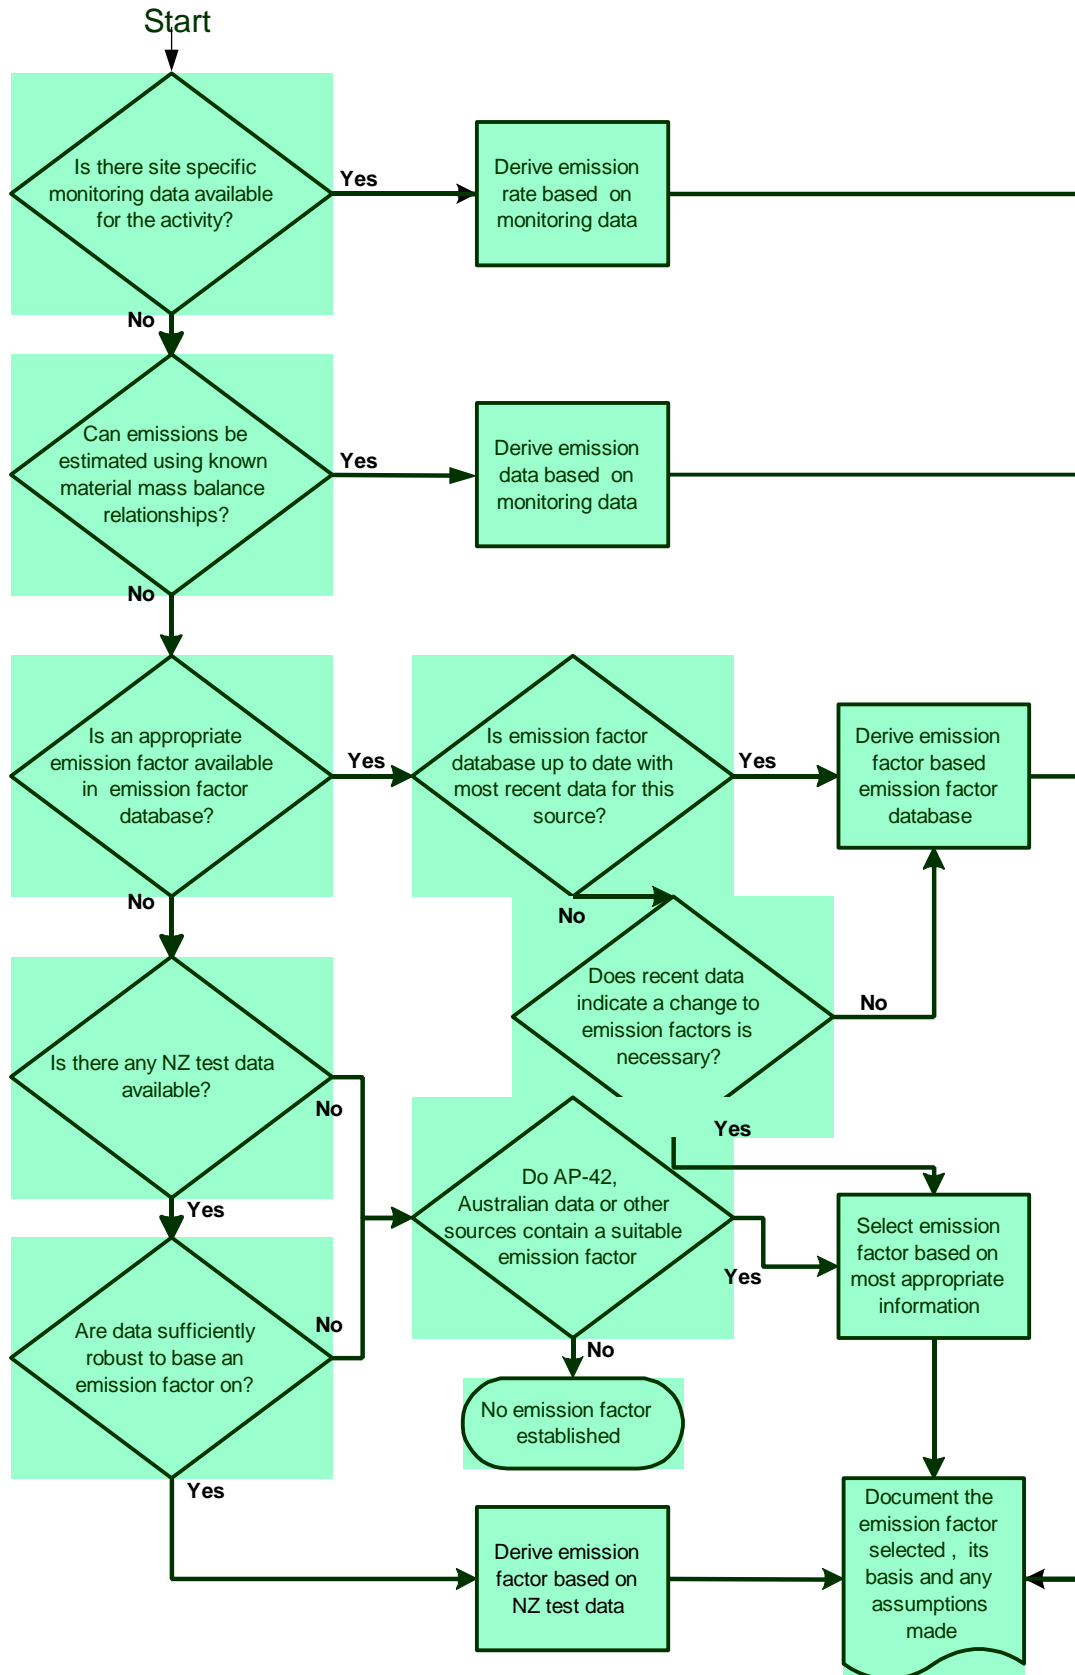 Start
Is there site specific
monitoring data available
for the activity?
Yes
Derive emission
rate based on
monitoring data
No
Can emissions be
estimated using known
material mass balance
relationships?
Yes
Derive emission
data based on
monitoring data
No
Is an appropriate
emission factor available
in emission factor
database?
Yes
Is emission factor
database up to date with
most recent data for this
source?
Yes
Derive emission
factor based
emission factor
database
No
No
Does recent data
indicate a change to
emission factors is
necessary?
No
Is there any NZ test data
available?
No
Yes
Yes
Do AP-42,
Australian data or other
sources contain a suitable
emission factor
Yes
Select emission
factor based on
most appropriate
information
Are data sufficiently
robust to base an
emission factor on?
No
No
No emission factor
established
Yes
Derive emission
factor based on
NZ test data
Document the
emission factor
selected , its
basis and any
assumptions
made